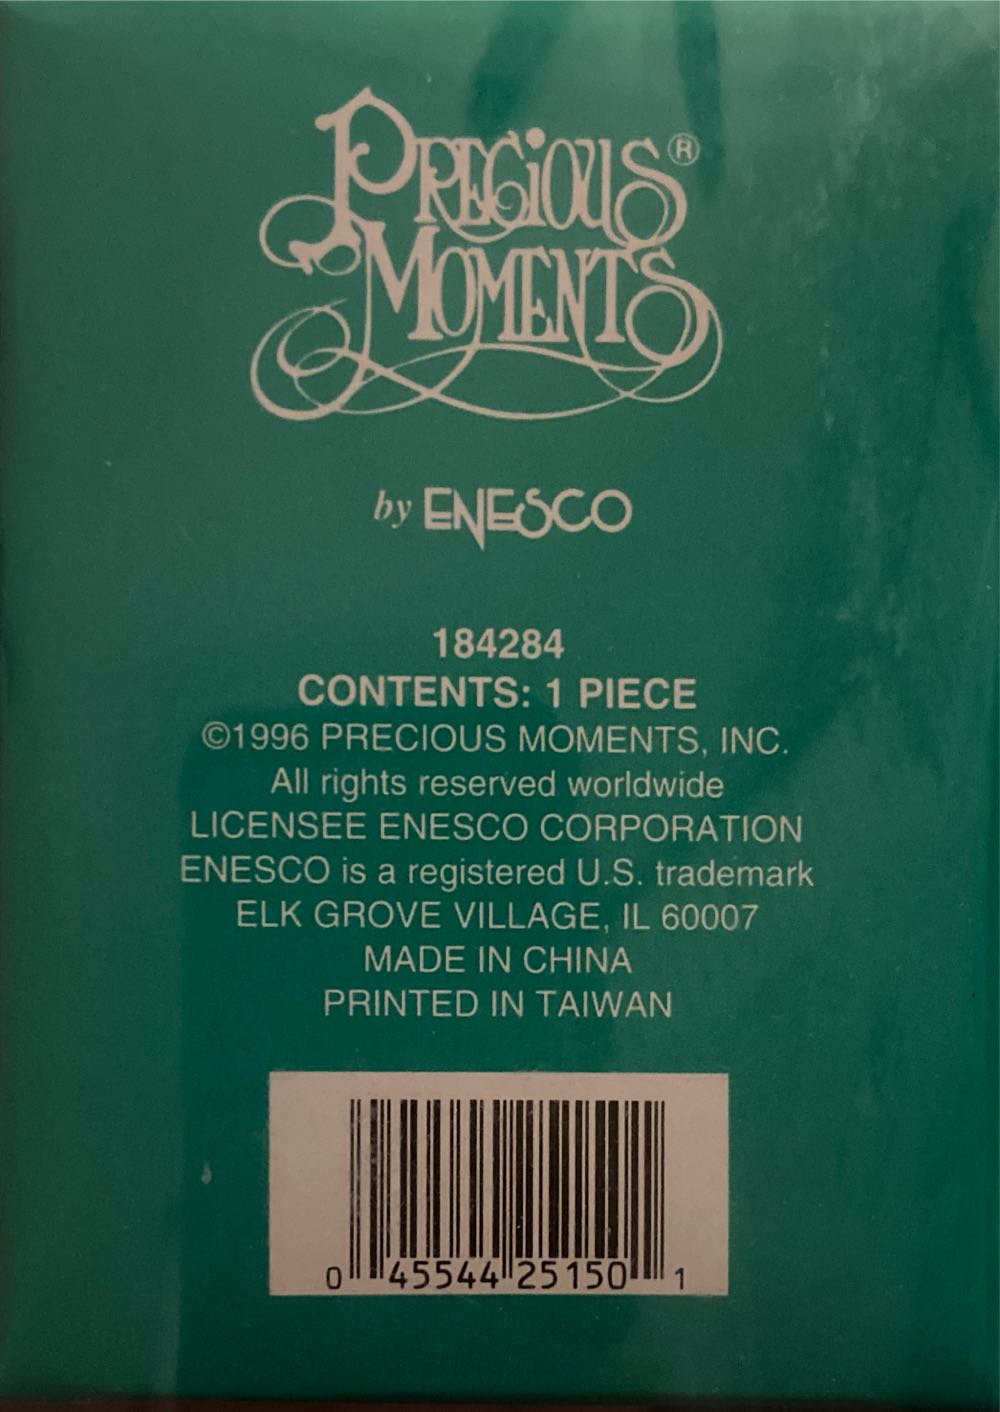 PRECIOUS®
MOMENTS
by ENESCO
184284
CONTENTS: 1 PIECE
©1996 PRECIOUS MOMENTS, INC.
All rights reserved worldwide
LICENSEE ENESCO CORPORATION
ENESCO is a registered U.S. trademark
ELK GROVE VILLAGE, IL 60007
MADE IN CHINA
PRINTED IN TAIWAN
0 45544 25150 1